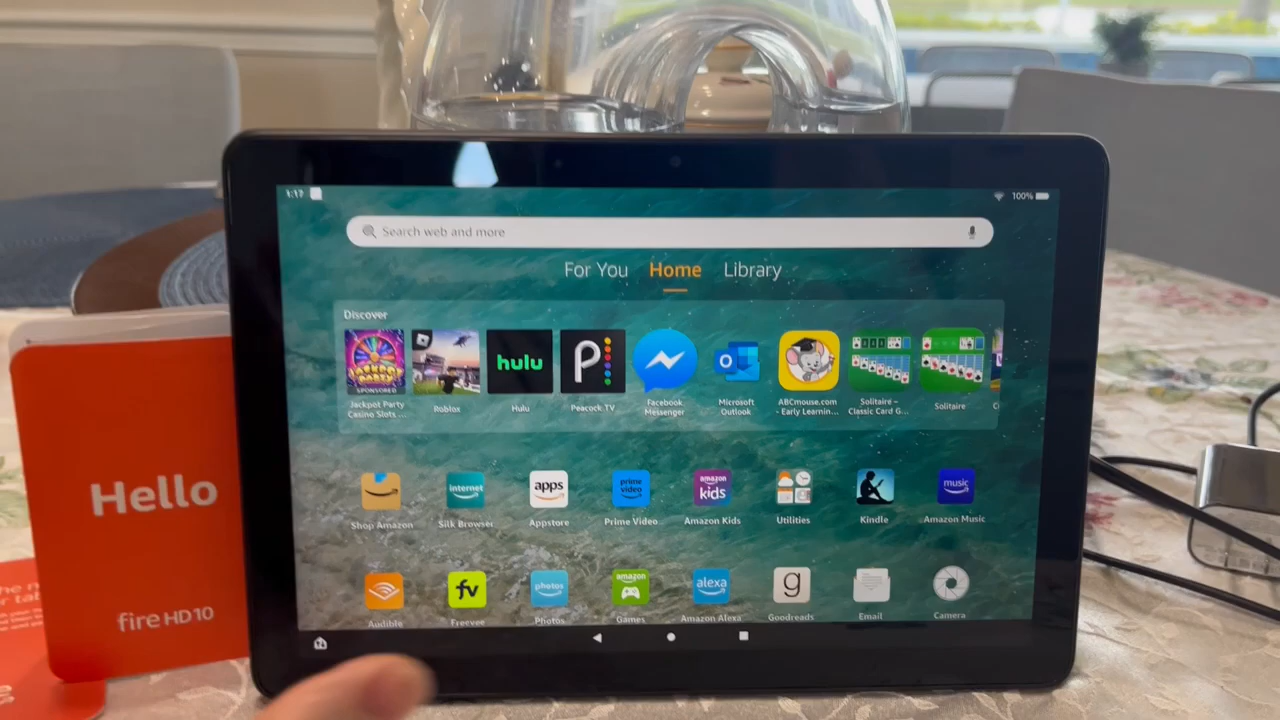 1:17
100%
Search web and more
For You Home Library
Discover
JACKPOT PARTY
SPONSORED
hulu
P
Jackpot Party Casino Slots ...
Roblox
Hulu
Peacock TV
Facebook Messenger
Microsoft Outlook
ABCmouse.com - Early Learnin...
Solitaire - Classic Card G...
Solitaire
internet
apps
prime video
amazon kids
music
Shop Amazon
Silk Browser
Appstore
Prime Video
Amazon Kids
Utilities
Kindle
Amazon Music
fv
photos
amazon
alexa
g
Audible
Freevee
Photos
Games
Amazon Alexa
Goodreads
Email
Camera
Hello
fire HD 10